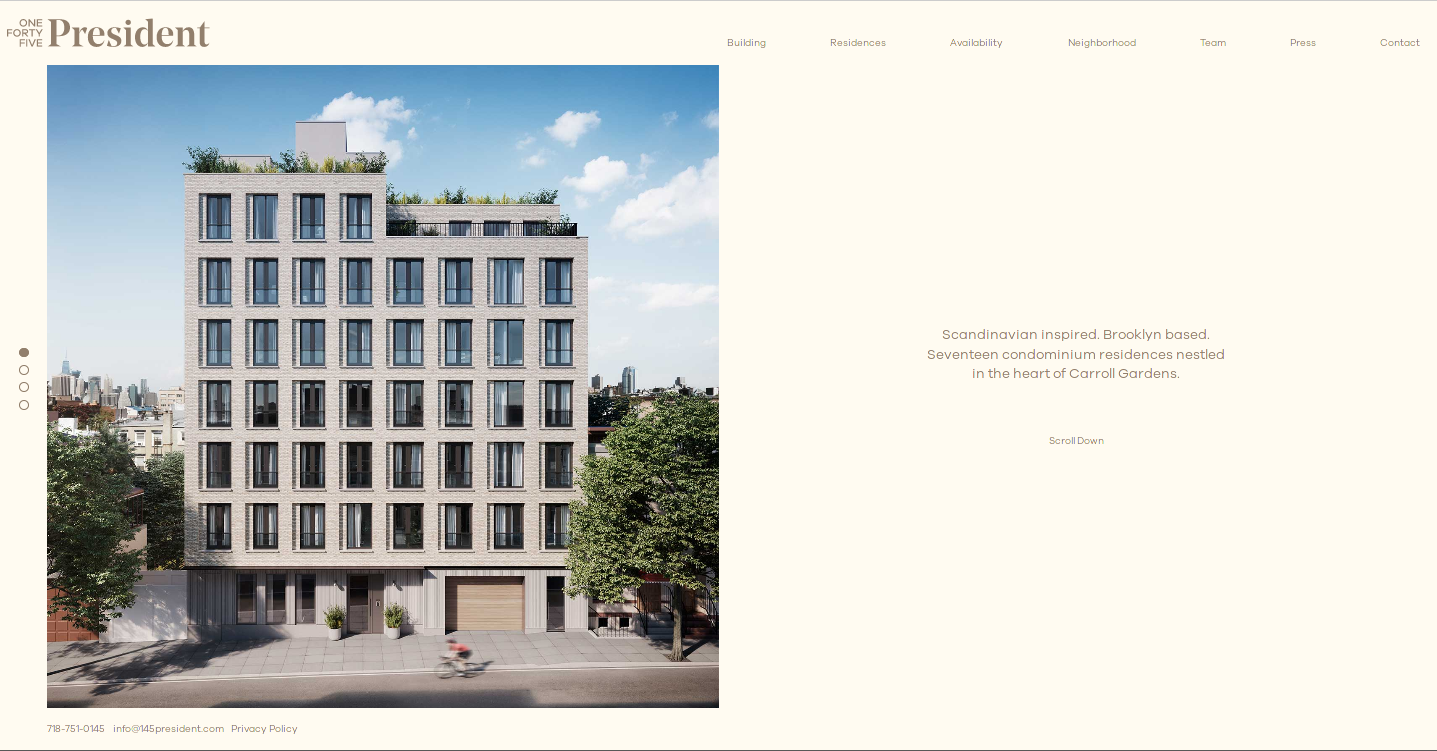 ONE
FORTY
FIVE
President
Building
Residences
Availability
Neighborhood
Team
Press
Contact
Scandinavian inspired. Brooklyn based.
Seventeen condominium residences nestled
in the heart of Carroll Gardens.
Scroll Down
718-751-0145 info@145president.com Privacy Policy